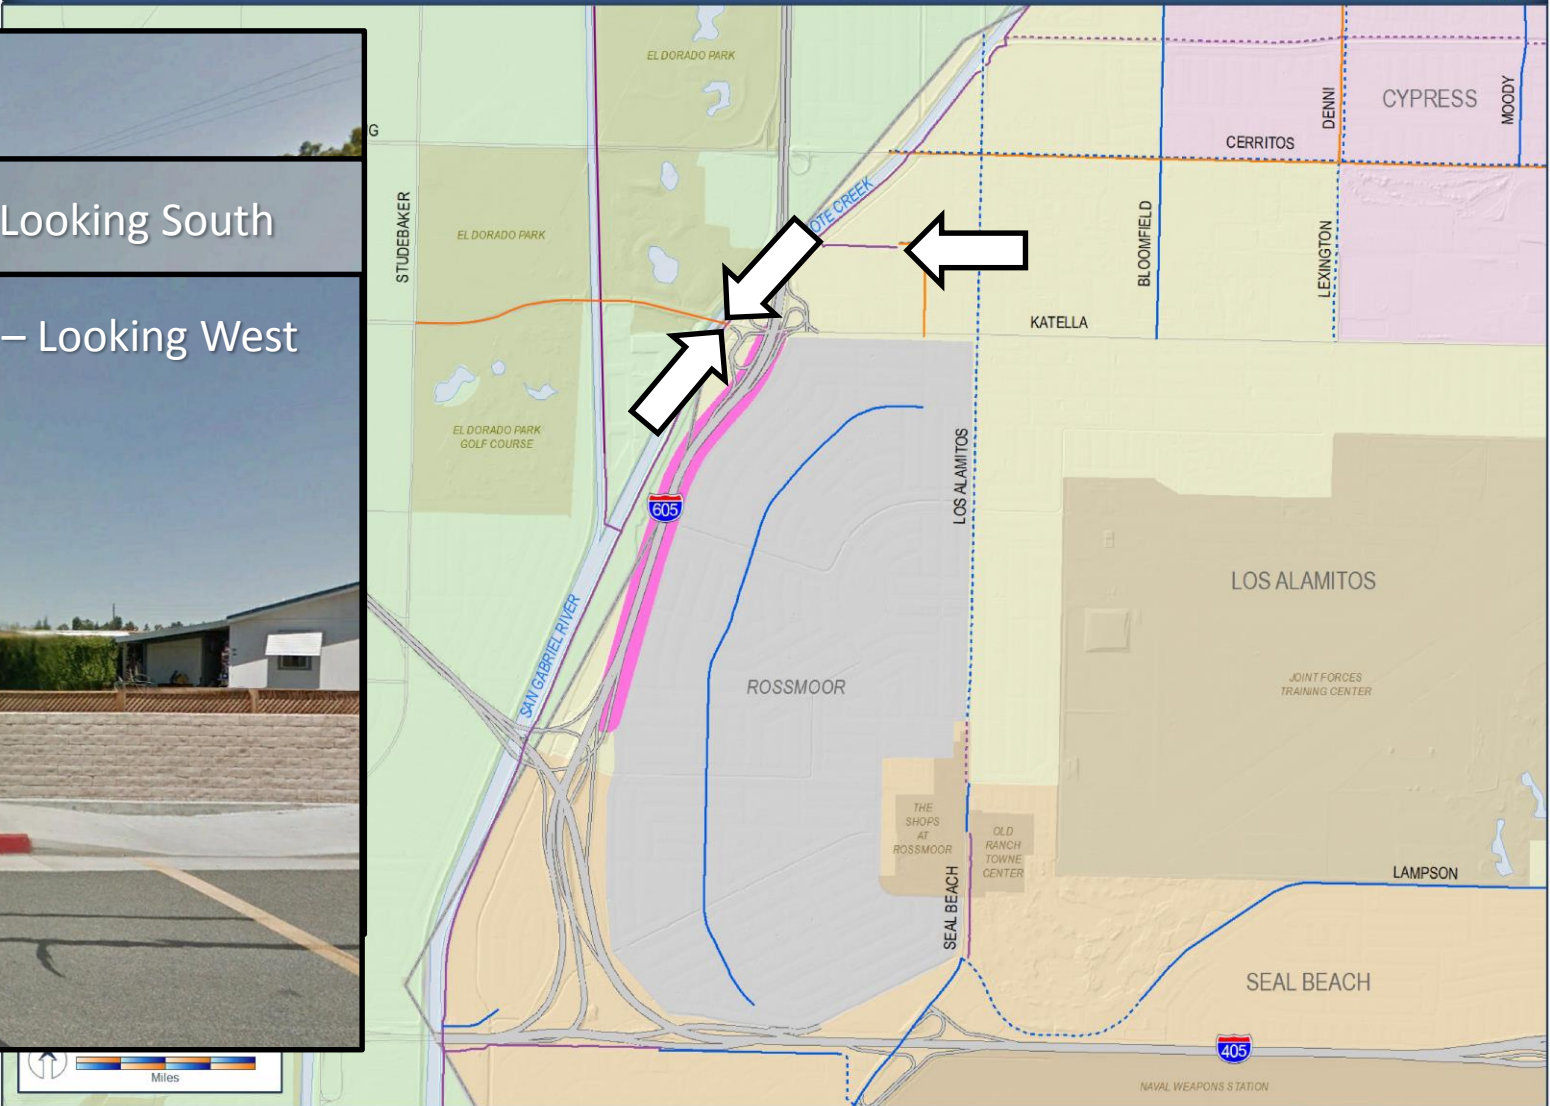 Looking South
– Looking West
G
EL DORADO PARK
CYPRESS
DENNI
MOODY
CERRITOS
STUDEBAKER
EL DORADO PARK
OTE CREEK
BLOOMFIELD
LEXINGTON
KATELLA
EL DORADO PARK
GOLF COURSE
LOS ALAMITOS
605
LOS ALAMITOS
SAN GABRIEL RIVER
ROSSMOOR
JOINT FORCES
TRAINING CENTER
THE
SHOPS
AT
ROSSMOOR
OLD
RANCH
TOWNE
CENTER
SEAL BEACH
LAMPSON
SEAL BEACH
405
Miles
NAVAL WEAPONS STATION